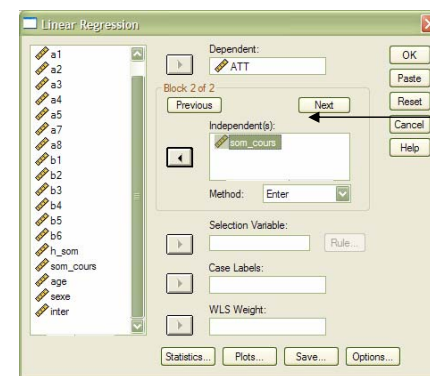 Linear Regression
a1
a2
a3
a4
a5
a7
a8
b1
b2
b3
b4
b5
b6
h_som
som_cours
age
sexe
inter
Dependent:
ATT
Block 2 of 2
Previous
Next
Independent(s):
som_cours
Method: Enter
Selection Variable:
Rule...
Case Labels:
WLS Weight:
Statistics... Plots... Save... Options...
OK
Paste
Reset
Cancel
Help